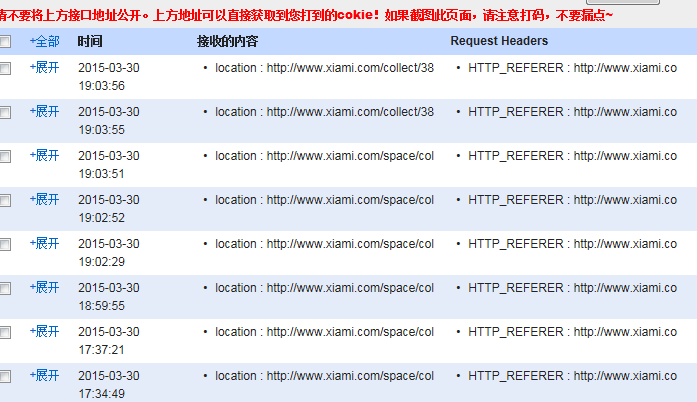 请不要将上方接口地址公开。上方地址可以直接获取到您打到的cokie！如果截图此页面，请注意打码，不要漏点~
+全部 时间 接收的内容 Request Headers
+展开 2015-03-30 • location : http://www.xiami.com/collect/38 • HTTP_REFERER : http://www.xiami.co
19:03:56
+展开 2015-03-30 • location : http://www.xiami.com/collect/38 • HTTP_REFERER : http://www.xiami.co
19:03:55
+展开 2015-03-30 • location : http://www.xiami.com/space/col • HTTP_REFERER : http://www.xiami.co
19:03:51
+展开 2015-03-30 • location : http://www.xiami.com/space/col • HTTP_REFERER : http://www.xiami.co
19:02:52
+展开 2015-03-30 • location : http://www.xiami.com/space/col • HTTP_REFERER : http://www.xiami.co
19:02:29
+展开 2015-03-30 • location : http://www.xiami.com/space/col • HTTP_REFERER : http://www.xiami.co
18:59:55
+展开 2015-03-30 • location : http://www.xiami.com/space/col • HTTP_REFERER : http://www.xiami.co
17:37:21
+展开 2015-03-30 • location : http://www.xiami.com/space/col • HTTP_REFERER : http://www.xiami.co
17:34:49